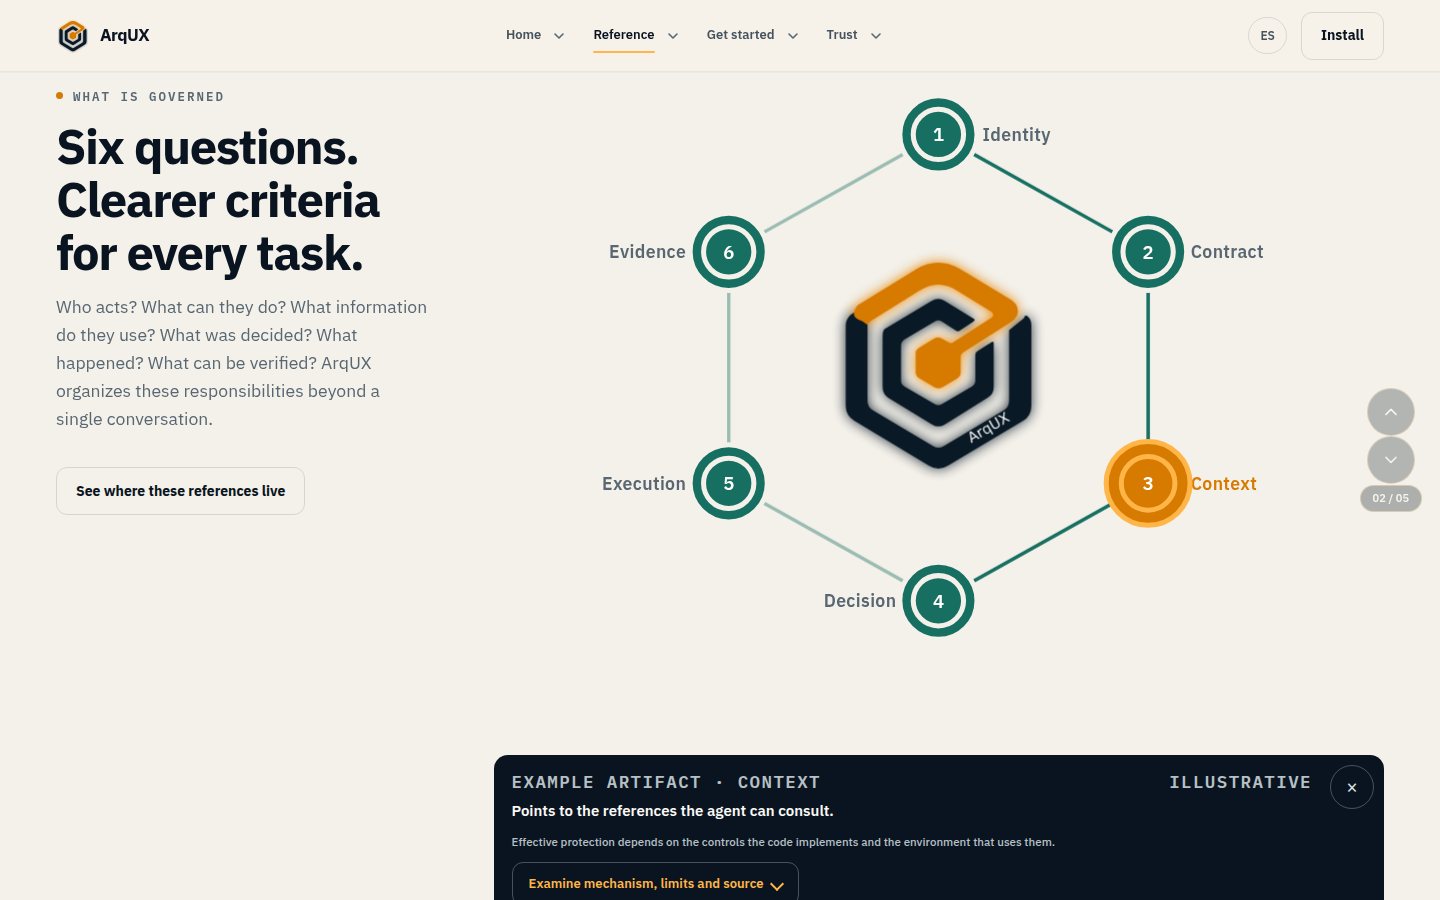 ArqUX
Home
Reference
Get started
Trust
ES
Install
WHAT IS GOVERNED
Six questions.
Clearer criteria
for every task.
Who acts? What can they do? What information
do they use? What was decided? What
happened? What can be verified? ArqUX
organizes these responsibilities beyond a
single conversation.
See where these references live
1
Identity
2
Contract
3
Context
4
Decision
5
Execution
6
Evidence
ArqUX
02 / 05
EXAMPLE ARTIFACT · CONTEXT
ILLUSTRATIVE
×
Points to the references the agent can consult.
Effective protection depends on the controls the code implements and the environment that uses them.
Examine mechanism, limits and source